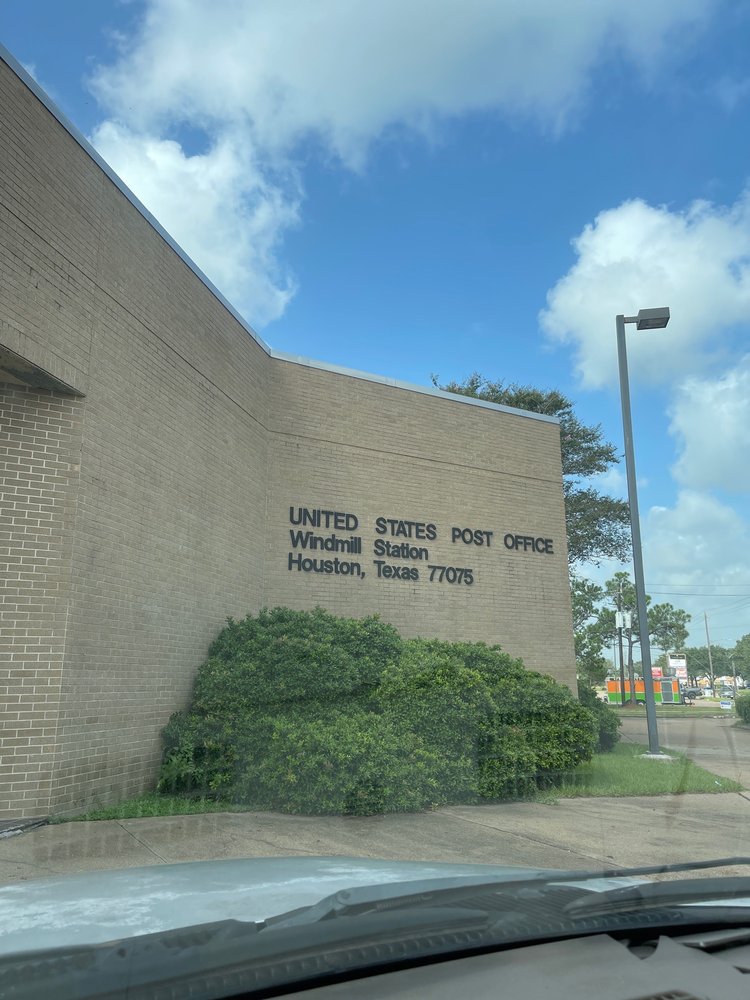 UNITED STATES POST OFFICE
Windmill Station
Houston, Texas 77075